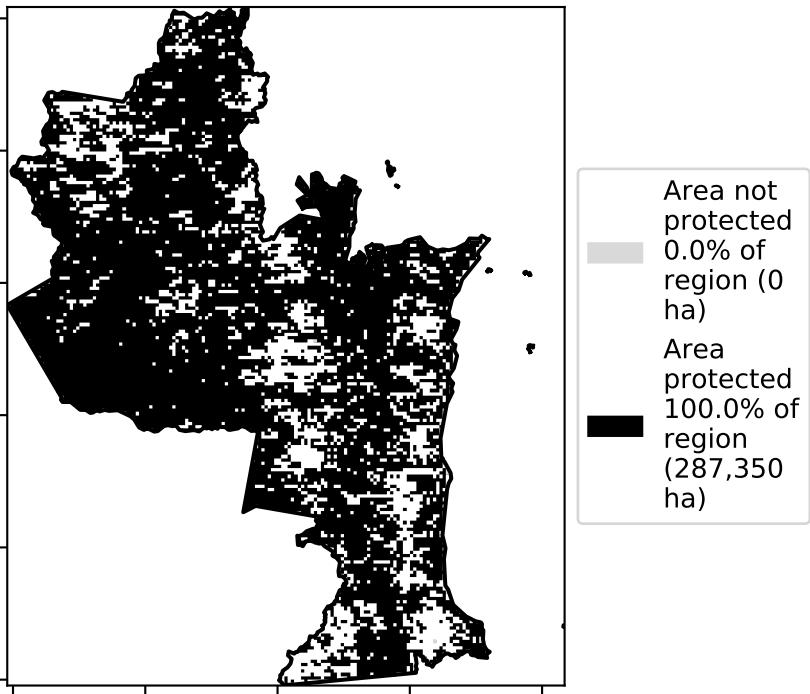 Area not
protected
0.0% of
region (0
ha)
Area
protected
100.0% of
region
(287,350
ha)